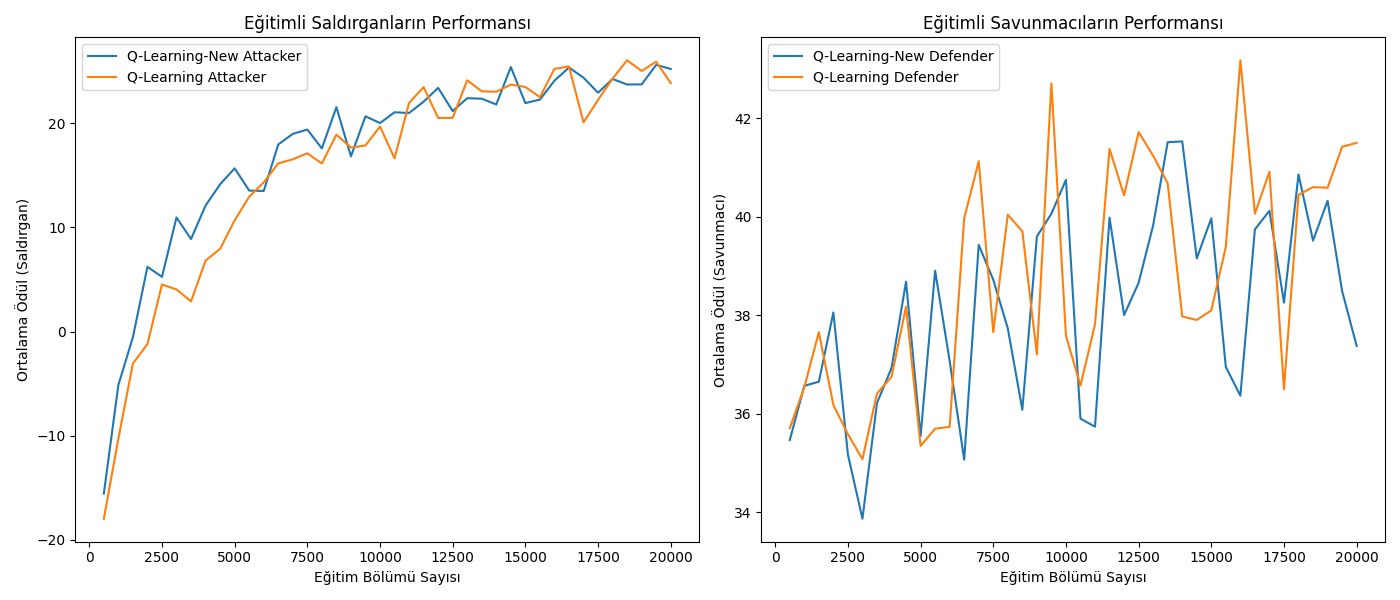 Eğitimli Saldırganların Performansı
Q-Learning-New Attacker
Q-Learning Attacker
Ortalama Ödül (Saldırgan)
20
10
0
−10
−20
0 2500 5000 7500 10000 12500 15000 17500 20000
Eğitim Bölümü Sayısı
Eğitimli Savunmacıların Performansı
Q-Learning-New Defender
Q-Learning Defender
Ortalama Ödül (Savunmacı)
42
40
38
36
34
0 2500 5000 7500 10000 12500 15000 17500 20000
Eğitim Bölümü Sayısı